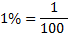 1% = 1/100